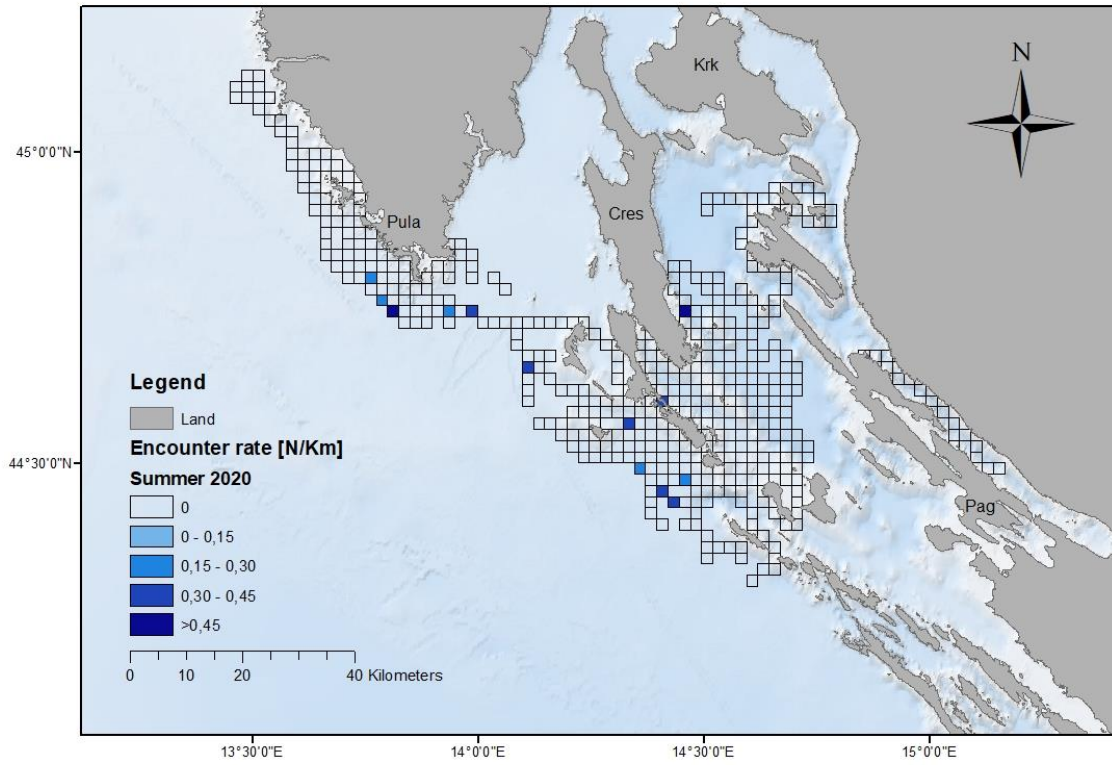 Krk
N
45°0'0"N
Pula
Cres
Legend
Land
Encounter rate [N/Km]
Summer 2020
0
0 - 0,15
0,15 - 0,30
0,30 - 0,45
>0,45
44°30'0"N
Pag
0 10 20 40 Kilometers
13°30'0"E 14°0'0"E 14°30'0"E 15°0'0"E